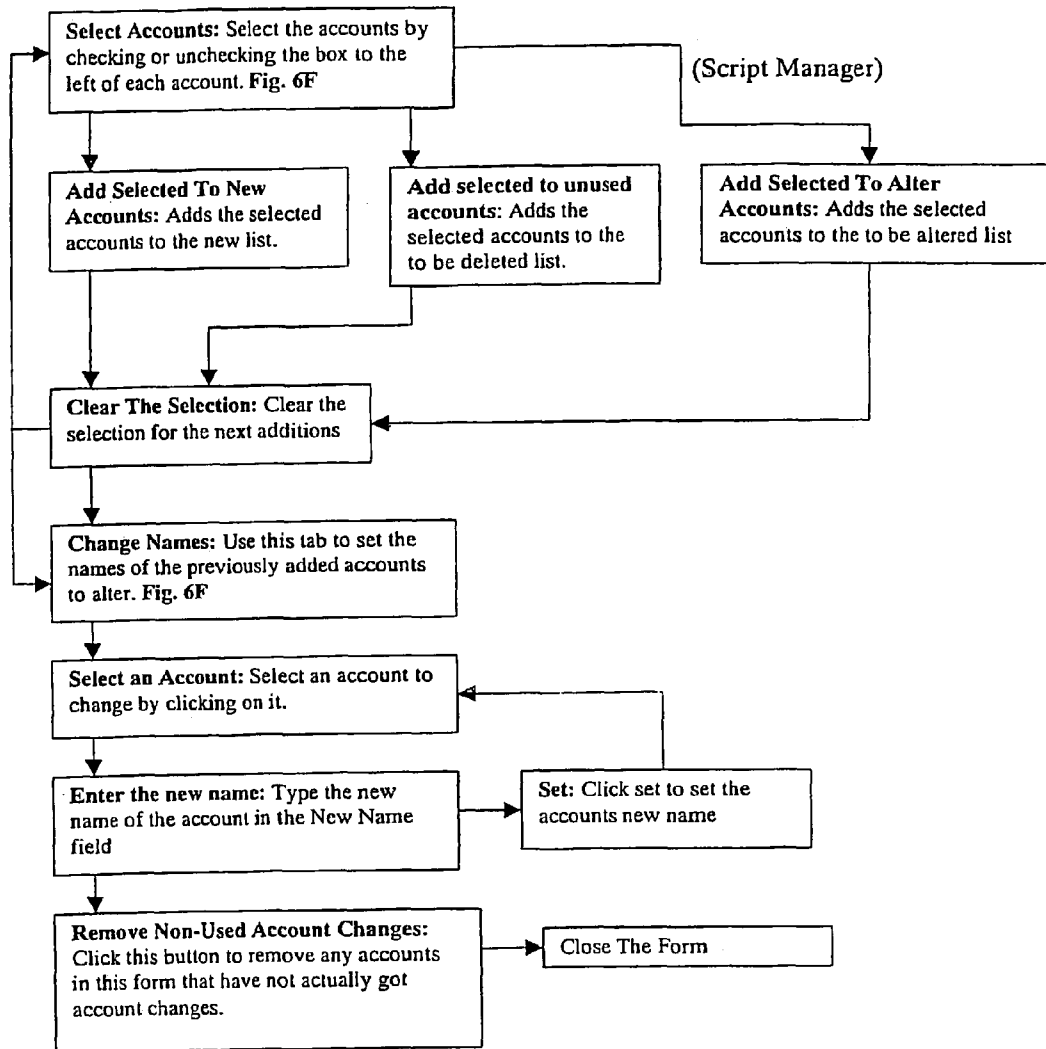 Select Accounts: Select the accounts by
checking or unchecking the box to the
left of each account. Fig. 6F
(Script Manager)
Add Selected To New
Accounts: Adds the selected
accounts to the new list.
Add selected to unused
accounts: Adds the
selected accounts to the
to be deleted list.
Add Selected To Alter
Accounts: Adds the selected
accounts to the to be altered list
Clear The Selection: Clear the
selection for the next additions
Change Names: Use this tab to set the
names of the previously added accounts
to alter. Fig. 6F
Select an Account: Select an account to
change by clicking on it.
Enter the new name: Type the new
name of the account in the New Name
field
Set: Click set to set the
accounts new name
Remove Non-Used Account Changes:
Click this button to remove any accounts
in this form that have not actually got
account changes.
Close The Form